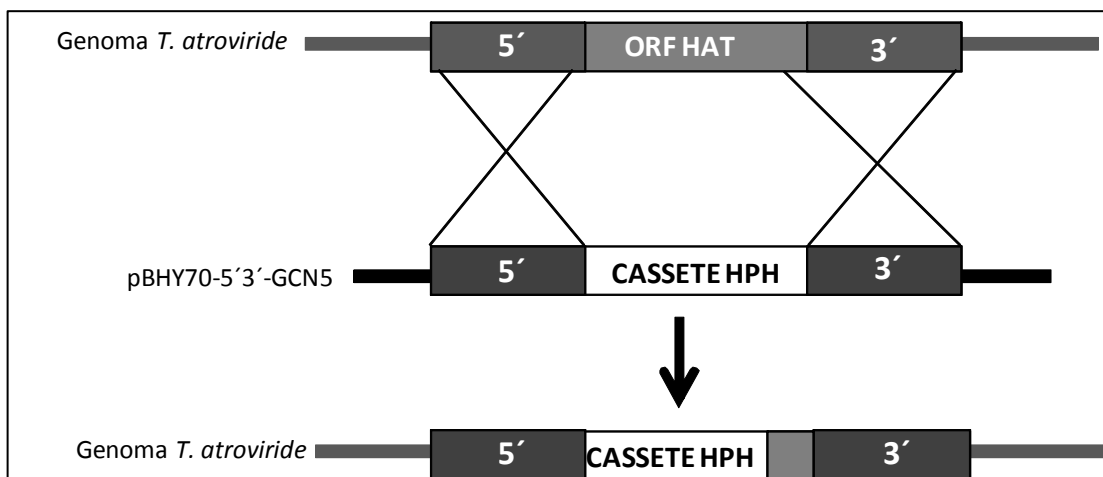 Genoma T. atroviride
5´ ORF HAT 3´
pBHY70-5´3´-GCN5
5´ CASSETE HPH 3´
Genoma T. atroviride
5´ CASSETE HPH 3´